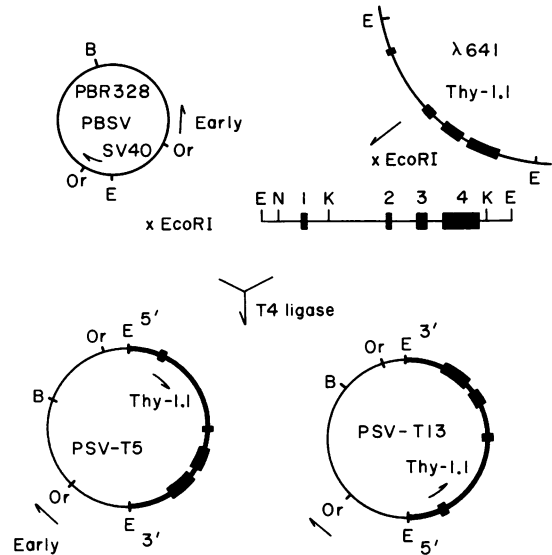 B
PBR328
PBSV
SV40
Early
Or
Or
E
E
λ641
Thy-1.1
x EcoRI
E
E N 1 K 2 3 4 K E
x EcoRI
T4 ligase
E 5′
Or
B
Thy-1.1
PSV-T5
Or
Early
E
3′
E 3′
Or
B
PSV-T13
Thy-1.1
Or
E
5′